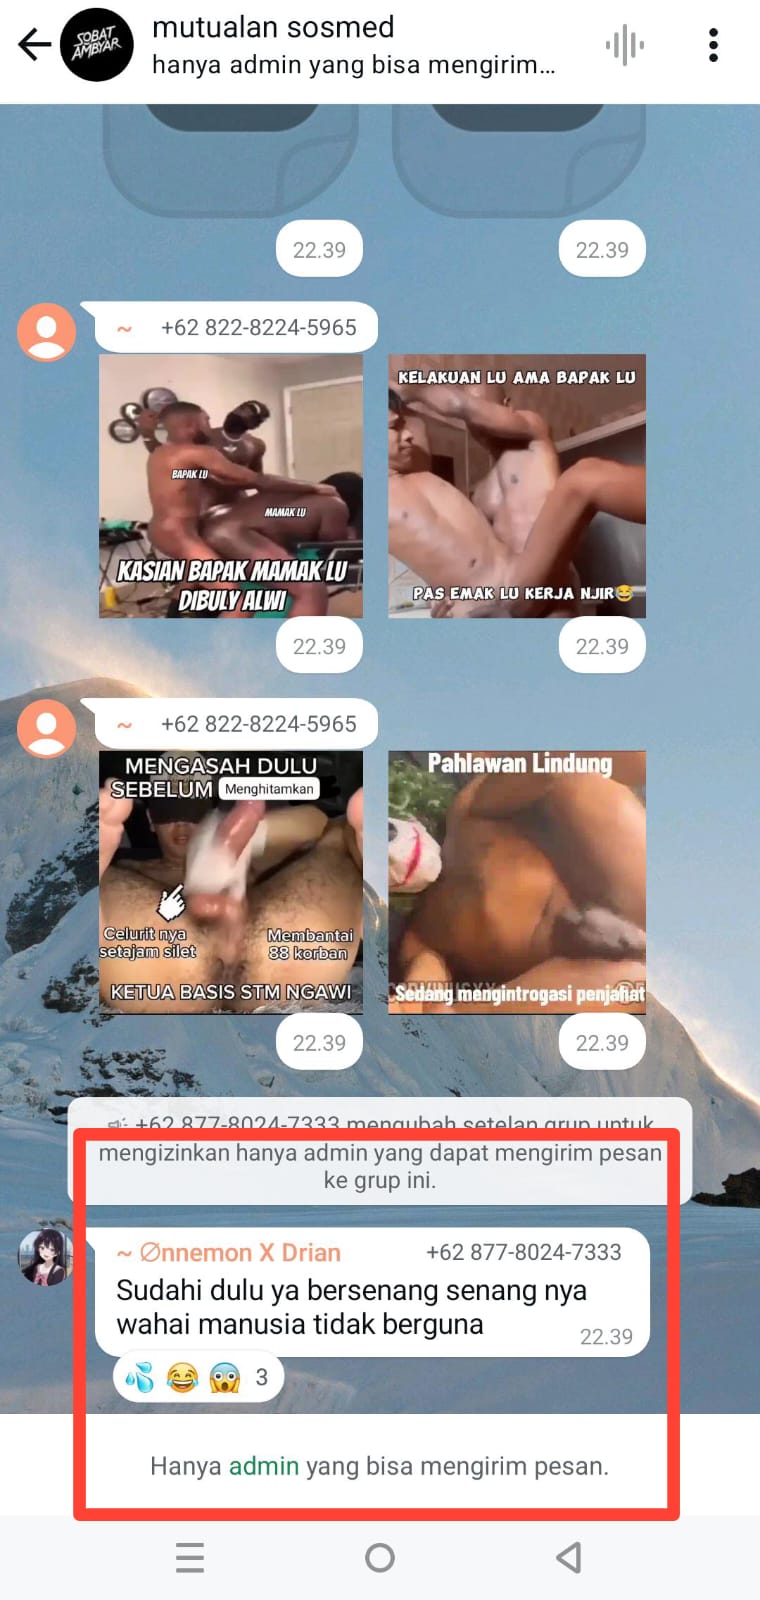 SOBAT
AMBYAR
mutualan sosmed
hanya admin yang bisa mengirim...
22.39
22.39
~ +62 822-8224-5965
BAPAK LU
MAMAK LU
KASIAN BAPAK MAMAK LU
DIBULY ALWI
22.39
KELAKUAN LU AMA BAPAK LU
PAS EMAK LU KERJA NJIR😂
22.39
~ +62 822-8224-5965
MENGASAH DULU
SEBELUM Menghitamkan
Celurit nya
setajam silet
Membantai
88 korban
KETUA BASIS STM NGAWI
22.39
Pahlawan Lindung
Sedang mengintrogasi penjahat
22.39
+62 877-8024-7333 mengubah setelan grup untuk
mengizinkan hanya admin yang dapat mengirim pesan
ke grup ini.
~ Ønnemon X Drian +62 877-8024-7333
Sudahi dulu ya bersenang senang nya
wahai manusia tidak berguna
22.39
💦 😂 😱 3
Hanya admin yang bisa mengirim pesan.